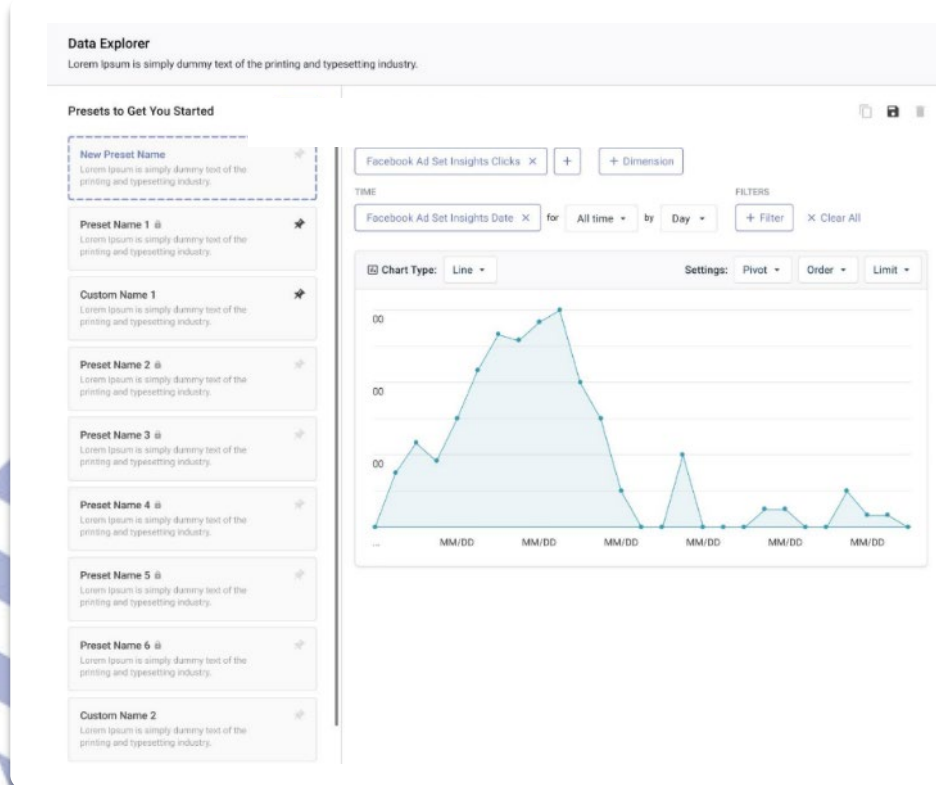 Data Explorer
Lorem Ipsum is simply dummy text of the printing and typesetting industry.
Presets to Get You Started
New Preset Name
Lorem Ipsum is simply dummy text of the
printing and typesetting industry.
Preset Name 1
Lorem Ipsum is simply dummy text of the
printing and typesetting industry.
Custom Name 1
Lorem Ipsum is simply dummy text of the
printing and typesetting industry.
Preset Name 2
Lorem Ipsum is simply dummy text of the
printing and typesetting industry.
Preset Name 3
Lorem Ipsum is simply dummy text of the
printing and typesetting industry.
Preset Name 4
Lorem Ipsum is simply dummy text of the
printing and typesetting industry.
Preset Name 5
Lorem Ipsum is simply dummy text of the
printing and typesetting industry.
Preset Name 6
Lorem Ipsum is simply dummy text of the
printing and typesetting industry.
Custom Name 2
Lorem Ipsum is simply dummy text of the
printing and typesetting industry.
Facebook Ad Set Insights Clicks × + + Dimension
TIME FILTERS
Facebook Ad Set Insights Date × for All time by Day + Filter × Clear All
Chart Type: Line Settings: Pivot Order Limit
00
00
00
... MM/DD MM/DD MM/DD MM/DD MM/DD MM/DD